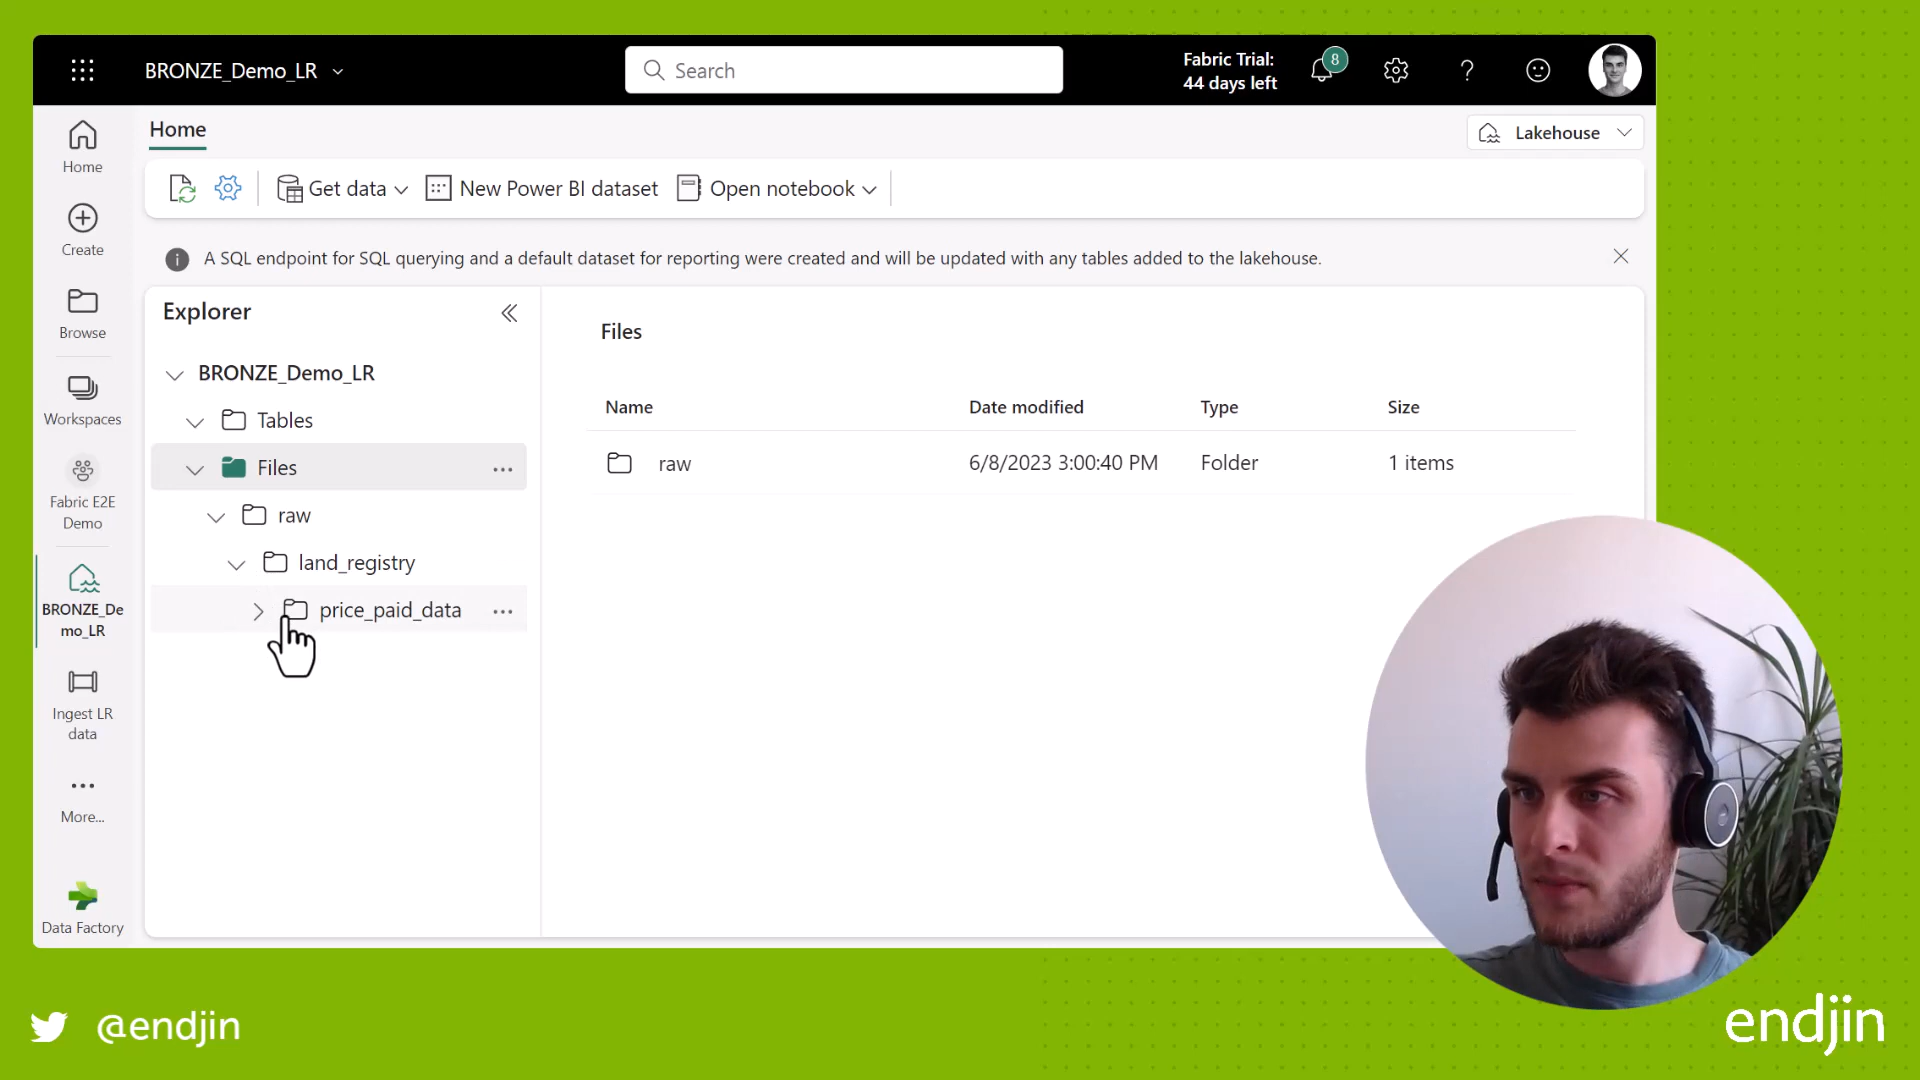 BRONZE_Demo_LR
Search
Fabric Trial:
44 days left
8
Home
Create
Browse
Workspaces
Fabric E2E
Demo
BRONZE_De
mo_LR
Ingest LR
data
More...
Data Factory
Home
Lakehouse
Get data
New Power BI dataset
Open notebook
A SQL endpoint for SQL querying and a default dataset for reporting were created and will be updated with any tables added to the lakehouse.
Explorer
BRONZE_Demo_LR
Tables
Files
raw
land_registry
price_paid_data
Files
Name Date modified Type Size
raw 6/8/2023 3:00:40 PM Folder 1 items
@endjin
endjin